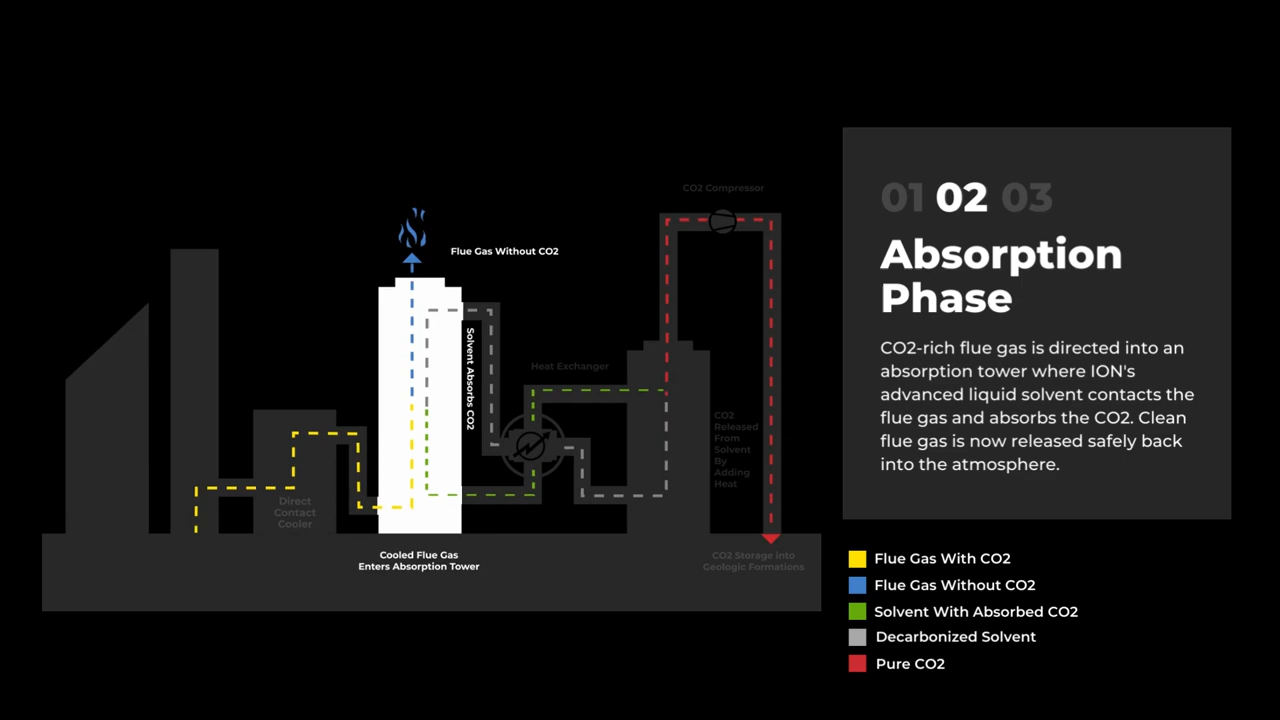 CO2 Compressor
Flue Gas Without CO2
Solvent Absorbs CO2
Heat Exchanger
CO2
Released
From
Solvent
By
Adding
Heat
Direct
Contact
Cooler
Cooled Flue Gas
Enters Absorption Tower
CO2 Storage into
Geologic Formations
01 02 03
Absorption
Phase
CO2-rich flue gas is directed into an
absorption tower where ION's
advanced liquid solvent contacts the
flue gas and absorbs the CO2. Clean
flue gas is now released safely back
into the atmosphere.
Flue Gas With CO2
Flue Gas Without CO2
Solvent With Absorbed CO2
Decarbonized Solvent
Pure CO2